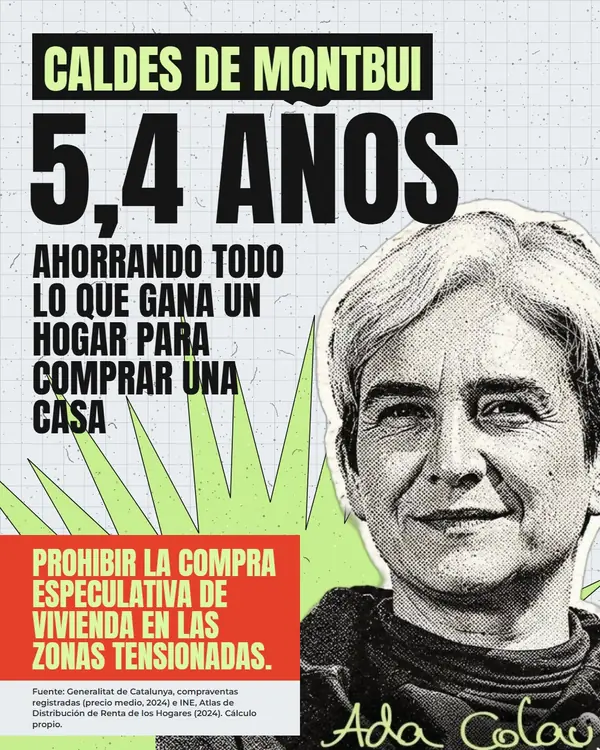 CALDES DE MONTBUI
5,4 AÑOS
AHORRANDO TODO
LO QUE GANA UN
HOGAR PARA
COMPRAR UNA
CASA
PROHIBIR LA COMPRA
ESPECULATIVA DE
VIVIENDA EN LAS
ZONAS TENSIONADAS.
Fuente: Generalitat de Catalunya, compraventas
registradas (precio medio, 2024) e INE, Atlas de
Distribución de Renta de los Hogares (2024). Cálculo
propio.
Ada Colau